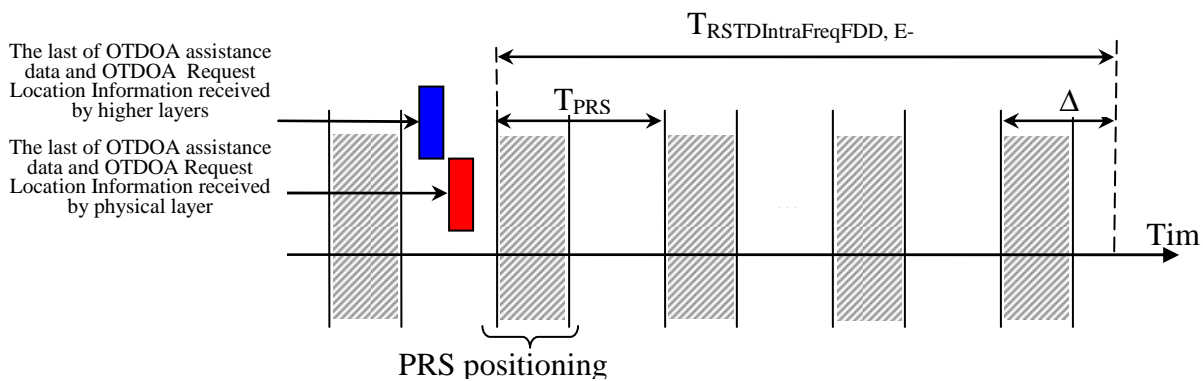 T_RSTDIntraFreqFDD, E-
The last of OTDOA assistance
data and OTDOA Request
Location Information received
by higher layers
T_PRS
Δ
The last of OTDOA assistance
data and OTDOA Request
Location Information received
by physical layer
. . .
Tim
PRS positioning